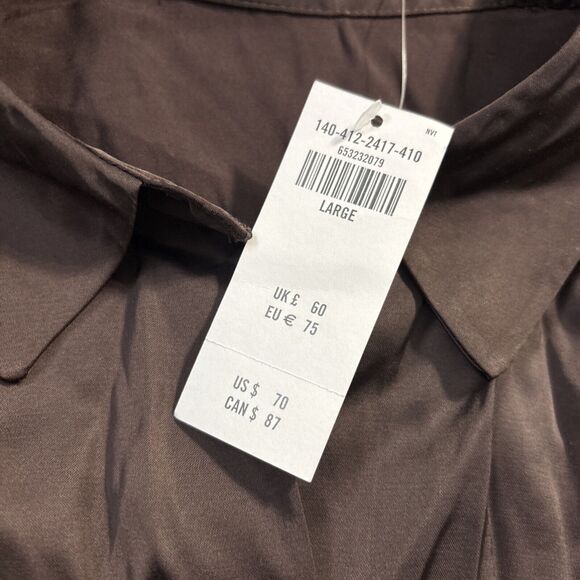 NVT
140-412-2417-410
653232079
LARGE
UK £ 60
EU € 75
US $ 70
CAN $ 87